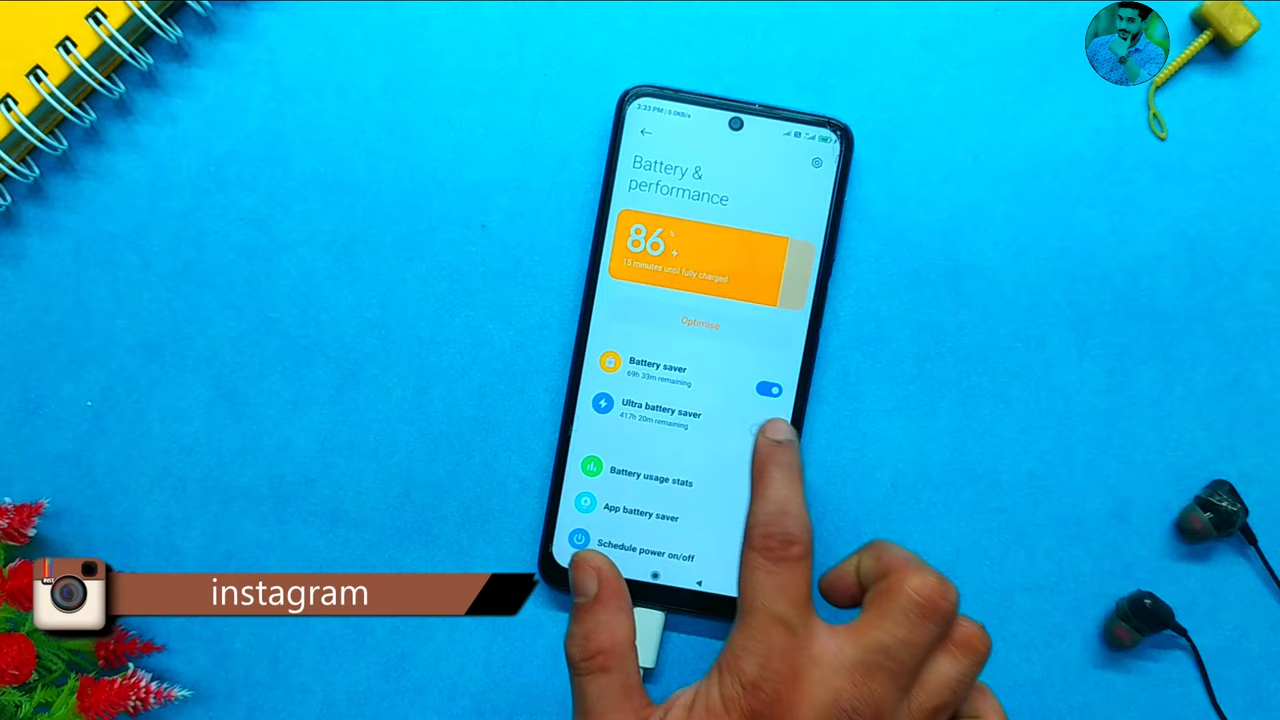 3:33 PM | 0.0KB/s
Battery &
performance
86 %
15 minutes until fully charged
Optimise
Battery saver
69h 33m remaining
Ultra battery saver
417h 20m remaining
Battery usage stats
App battery saver
Schedule power on/off
INST
instagram